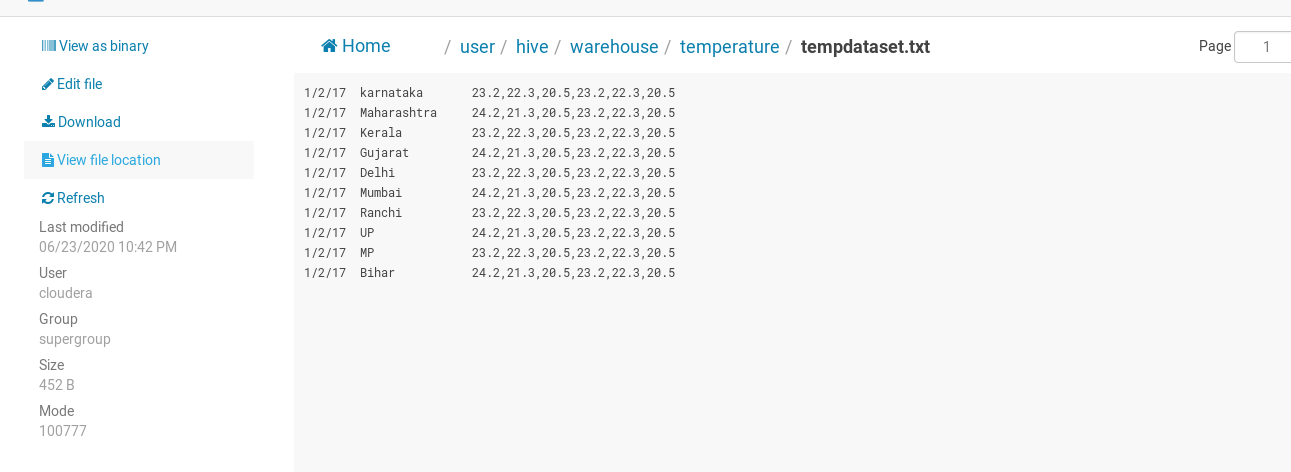 View as binary
Edit file
Download
View file location
Refresh
Last modified
06/23/2020 10:42 PM
User
cloudera
Group
supergroup
Size
452 B
Mode
100777
Home / user / hive / warehouse / temperature / tempdataset.txt
Page 1
1/2/17 karnataka 23.2,22.3,20.5,23.2,22.3,20.5
1/2/17 Maharashtra 24.2,21.3,20.5,23.2,22.3,20.5
1/2/17 Kerala 23.2,22.3,20.5,23.2,22.3,20.5
1/2/17 Gujarat 24.2,21.3,20.5,23.2,22.3,20.5
1/2/17 Delhi 23.2,22.3,20.5,23.2,22.3,20.5
1/2/17 Mumbai 24.2,21.3,20.5,23.2,22.3,20.5
1/2/17 Ranchi 23.2,22.3,20.5,23.2,22.3,20.5
1/2/17 UP 24.2,21.3,20.5,23.2,22.3,20.5
1/2/17 MP 23.2,22.3,20.5,23.2,22.3,20.5
1/2/17 Bihar 24.2,21.3,20.5,23.2,22.3,20.5